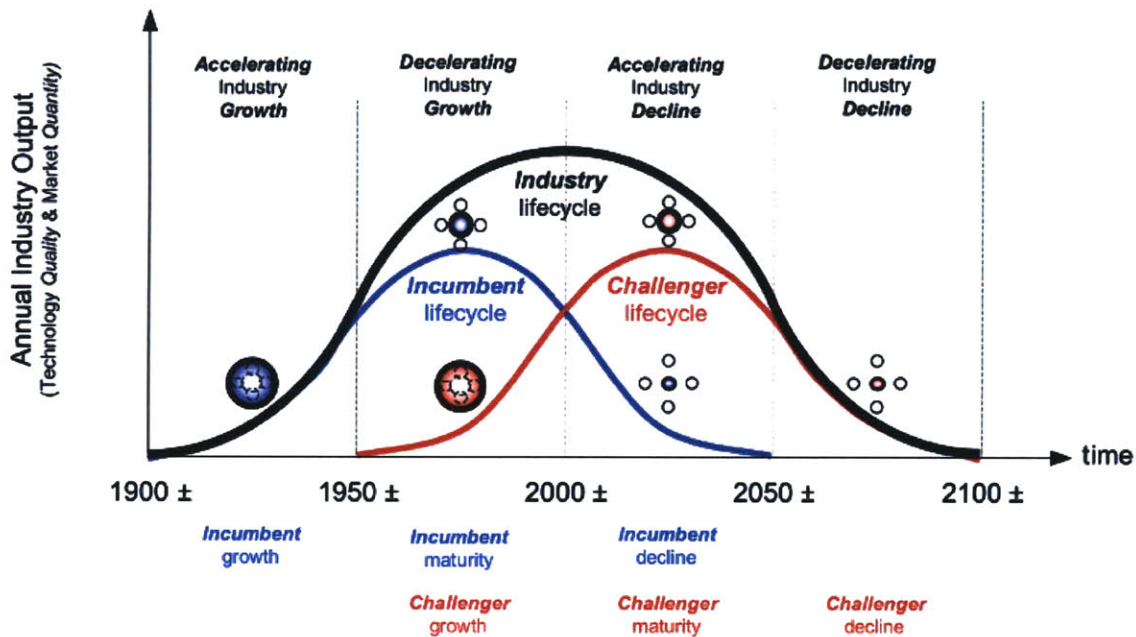 Annual Industry Output
(Technology Quality & Market Quantity)
Accelerating
Industry
Growth
Decelerating
Industry
Growth
Accelerating
Industry
Decline
Decelerating
Industry
Decline
Industry
lifecycle
Incumbent
lifecycle
Challenger
lifecycle
time
1900 ±
1950 ±
2000 ±
2050 ±
2100 ±
Incumbent
growth
Incumbent
maturity
Incumbent
decline
Challenger
growth
Challenger
maturity
Challenger
decline